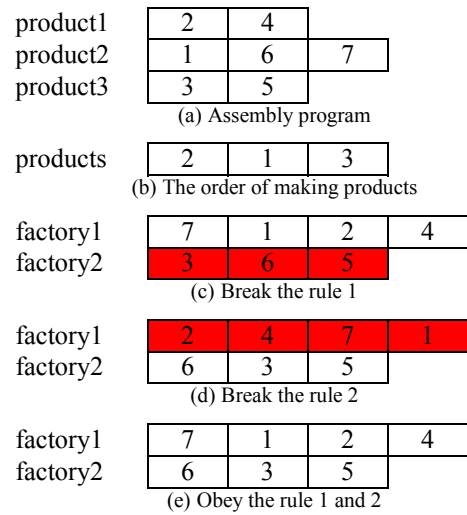 product1 2 4
product2 1 6 7
product3 3 5
(a) Assembly program
products 2 1 3
(b) The order of making products
factory1 7 1 2 4
factory2 3 6 5
(c) Break the rule 1
factory1 2 4 7 1
factory2 6 3 5
(d) Break the rule 2
factory1 7 1 2 4
factory2 6 3 5
(e) Obey the rule 1 and 2